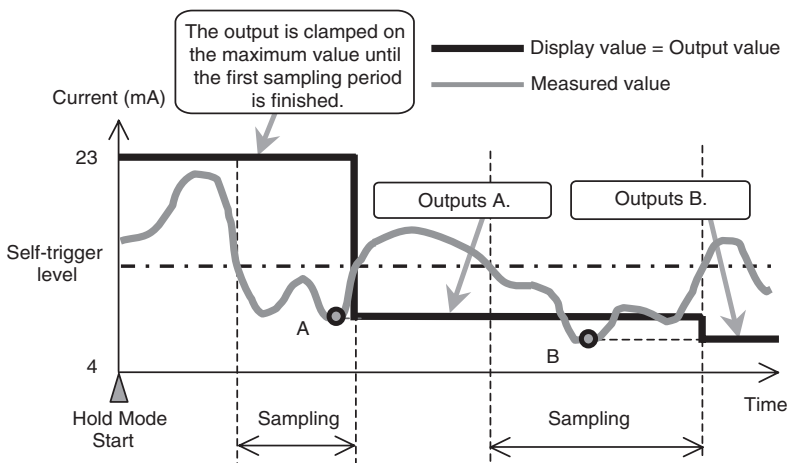 The output is clamped on
the maximum value until
the first sampling period
is finished.
Display value = Output value
Measured value
Current (mA)
23
Outputs A.
Outputs B.
Self-trigger
level
A
B
4
Hold Mode
Start
Sampling
Sampling
Time